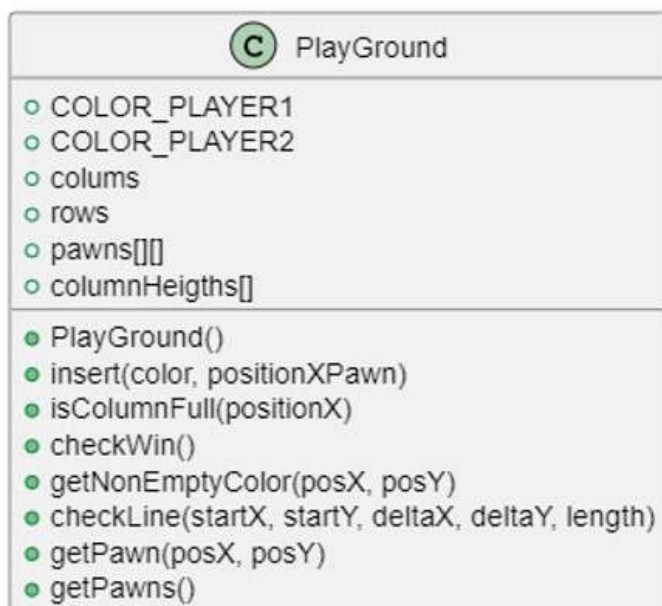 C PlayGround
COLOR_PLAYER1
COLOR_PLAYER2
colums
rows
pawns[][]
columnHeigths[]
PlayGround()
insert(color, positionXPawn)
isColumnFull(positionX)
checkWin()
getNonEmptyColor(posX, posY)
checkLine(startX, startY, deltaX, deltaY, length)
getPawn(posX, posY)
getPawns()